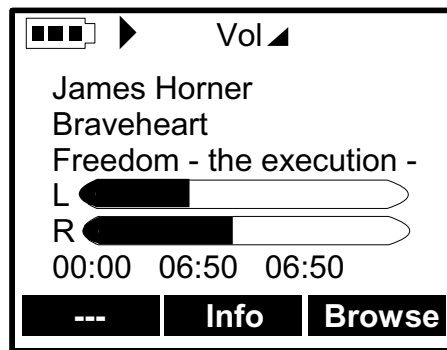 Vol
James Horner
Braveheart
Freedom - the execution -
L
R
00:00 06:50 06:50
--- Info Browse